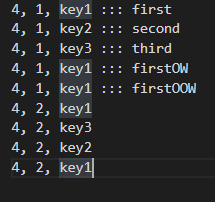 4, 1, key1 ::: first
4, 1, key2 ::: second
4, 1, key3 ::: third
4, 1, key1 ::: firstOW
4, 1, key1 ::: firstOOW
4, 2, key1
4, 2, key3
4, 2, key2
4, 2, key1